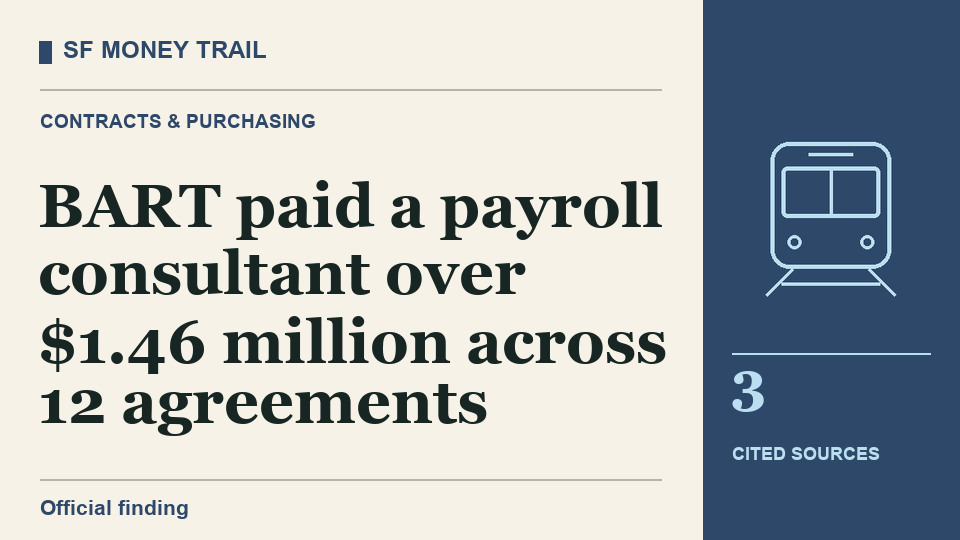 SF MONEY TRAIL
CONTRACTS & PURCHASING
BART paid a payroll
consultant over
$1.46 million across
12 agreements
Official finding
3
CITED SOURCES